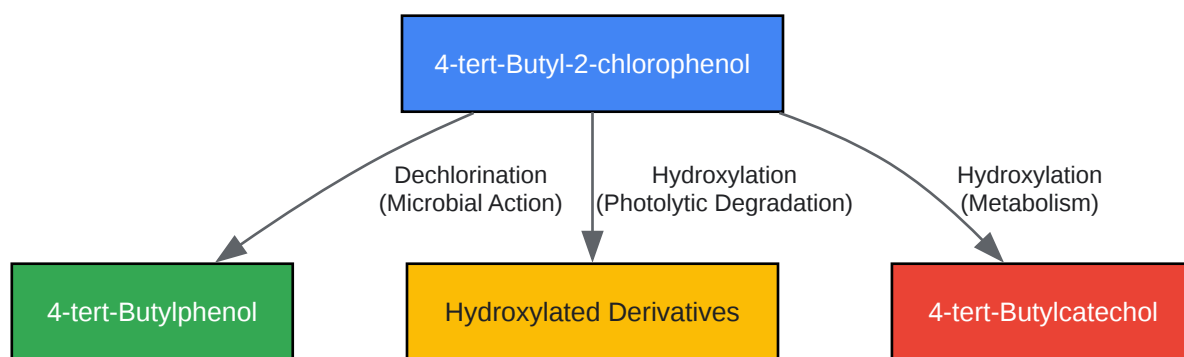 4-tert-Butyl-2-chlorophenol
Dechlorination
(Microbial Action)
Hydroxylation
(Photolytic Degradation)
Hydroxylation
(Metabolism)
4-tert-Butylphenol
Hydroxylated Derivatives
4-tert-Butylcatechol